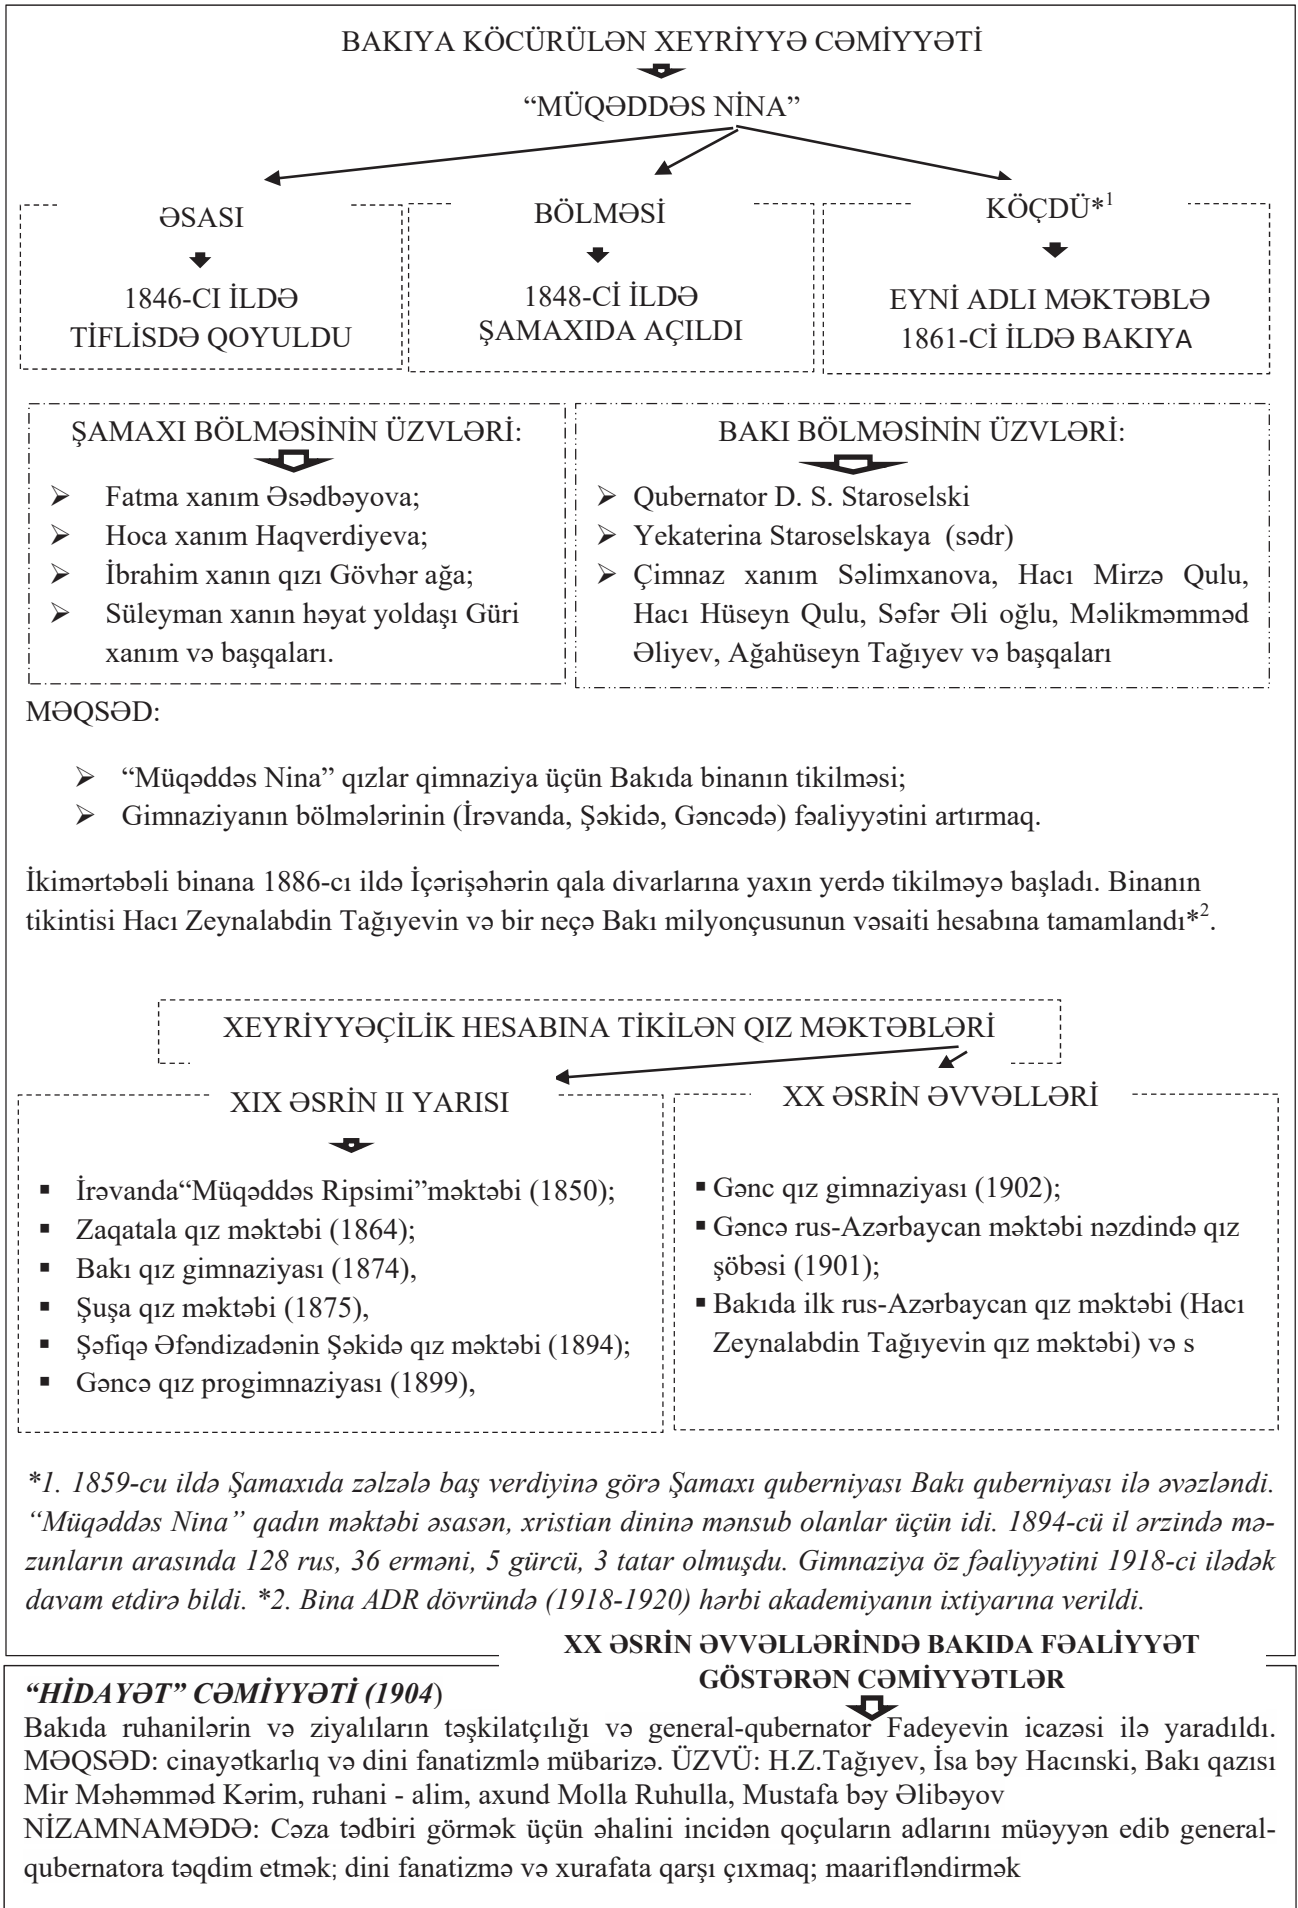 BAKIYA KÖCÜRÜLƏN XEYRİYYƏ CƏMİYYƏTİ
“MÜQƏDDƏS NİNA”
ƏSASI
1846-CI İLDƏ
TİFLİSDƏ QOYULDU
BÖLMƏSİ
1848-Cİ İLDƏ
ŞAMAXIDA AÇILDI
KÖÇDÜ*1
EYNİ ADLI MƏKTƏBLƏ
1861-Cİ İLDƏ BAKIYA
ŞAMAXI BÖLMƏSİNİN ÜZVLƏRİ:
➢ Fatma xanım Əsədbəyova;
➢ Hoca xanım Haqverdiyeva;
➢ İbrahim xanın qızı Gövhər ağa;
➢ Süleyman xanın həyat yoldaşı Güri
xanım və başqaları.
BAKI BÖLMƏSİNİN ÜZVLƏRİ:
➢ Qubernator D. S. Staroselski
➢ Yekaterina Staroselskaya (sədr)
➢ Çimnaz xanım Səlimxanova, Hacı Mirzə Qulu,
Hacı Hüseyn Qulu, Səfər Əli oğlu, Məlikməmməd
Əliyev, Ağahüseyn Tağıyev və başqaları
MƏQSƏD:
➢ “Müqəddəs Nina” qızlar qimnaziya üçün Bakıda binanın tikilməsi;
➢ Gimnaziyanın bölmələrinin (İrəvanda, Şəkidə, Gəncədə) fəaliyyətini artırmaq.
İkimərtəbəli binana 1886-cı ildə İçərişəhərin qala divarlarına yaxın yerdə tikilməyə başladı. Binanın
tikintisi Hacı Zeynalabdin Tağıyevin və bir neçə Bakı milyonçusunun vəsaiti hesabına tamamlandı*2.
XEYRİYYƏÇİLİK HESABINA TİKİLƏN QIZ MƏKTƏBLƏRİ
XIX ƏSRİN II YARISI
▪ İrəvanda“Müqəddəs Ripsimi”məktəbi (1850);
▪ Zaqatala qız məktəbi (1864);
▪ Bakı qız gimnaziyası (1874),
▪ Şuşa qız məktəbi (1875),
▪ Şəfiqə Əfəndizadənin Şəkidə qız məktəbi (1894);
▪ Gəncə qız progimnaziyası (1899),
XX ƏSRİN ƏVVƏLLƏRİ
▪ Gənc qız gimnaziyası (1902);
▪ Gəncə rus-Azərbaycan məktəbi nəzdində qız
şöbəsi (1901);
▪ Bakıda ilk rus-Azərbaycan qız məktəbi (Hacı
Zeynalabdin Tağıyevin qız məktəbi) və s
*1. 1859-cu ildə Şamaxıda zəlzələ baş verdiyinə görə Şamaxı quberniyası Bakı quberniyası ilə əvəzləndi.
“Müqəddəs Nina” qadın məktəbi əsasən, xristian dininə mənsub olanlar üçün idi. 1894-cü il ərzində mə-
zunların arasında 128 rus, 36 erməni, 5 gürcü, 3 tatar olmuşdu. Gimnaziya öz fəaliyyətini 1918-ci ilədək
davam etdirə bildi. *2. Bina ADR dövründə (1918-1920) hərbi akademiyanın ixtiyarına verildi.
XX ƏSRİN ƏVVƏLLƏRİNDƏ BAKIDA FƏALİYYƏT
GÖSTƏRƏN CƏMİYYƏTLƏR
“HİDAYƏT” CƏMİYYƏTİ (1904)
Bakıda ruhanilərin və ziyalıların təşkilatçılığı və general-qubernator Fadeyevin icazəsi ilə yaradıldı.
MƏQSƏD: cinayətkarlıq və dini fanatizmlə mübarizə. ÜZVÜ: H.Z.Tağıyev, İsa bəy Hacınski, Bakı qazısı
Mir Məhəmməd Kərim, ruhani - alim, axund Molla Ruhulla, Mustafa bəy Əlibəyov
NİZAMNAMƏDƏ: Cəza tədbiri görmək üçün əhalini incidən qoçuların adlarını müəyyən edib general-
qubernatora təqdim etmək; dini fanatizmə və xurafata qarşı çıxmaq; maarifləndirmək